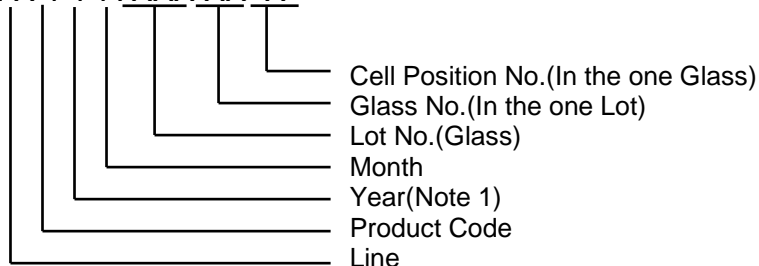 Cell Position No.(In the one Glass)
Glass No.(In the one Lot)
Lot No.(Glass)
Month
Year(Note 1)
Product Code
Line